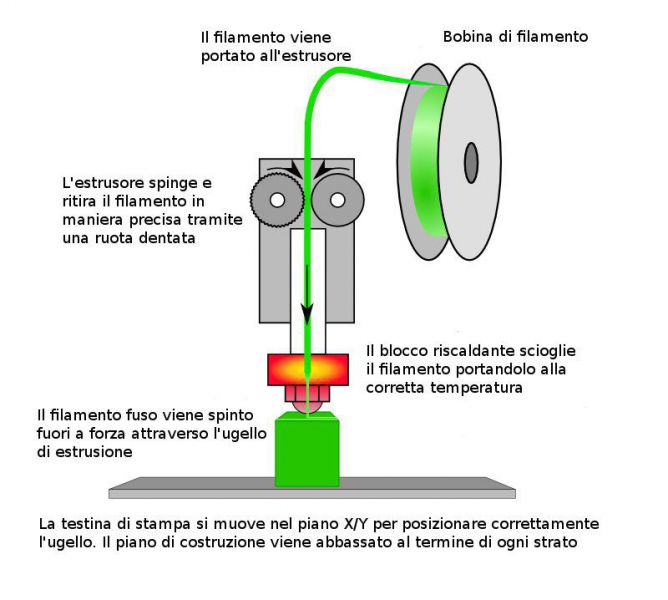 Il filamento viene
portato all'estrusore
Bobina di filamento
L'estrusore spinge e
ritira il filamento in
maniera precisa tramite
una ruota dentata
Il blocco riscaldante scioglie
il filamento portandolo alla
corretta temperatura
Il filamento fuso viene spinto
fuori a forza attraverso l'ugello
di estrusione
La testina di stampa si muove nel piano X/Y per posizionare correttamente
l'ugello. Il piano di costruzione viene abbassato al termine di ogni strato